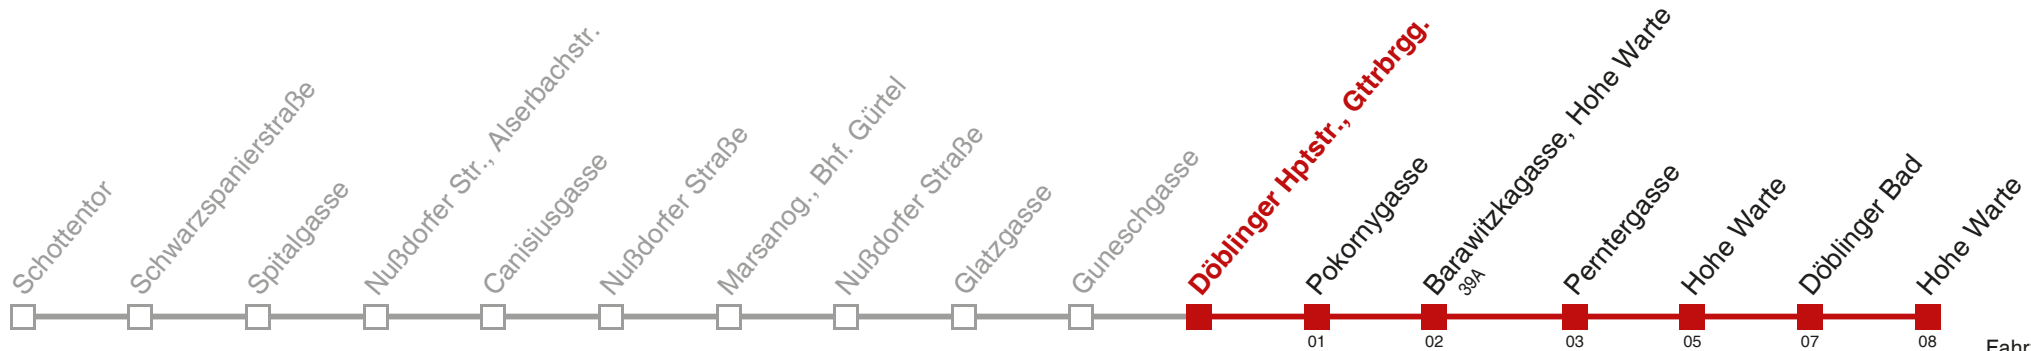 Schottentor
Schwarzspanierstraße
Spitalgasse
Nußdorfer Str., Alserbachstr.
Canisiusgasse
Nußdorfer Straße
Marsanog., Bhf. Gürtel
Nußdorfer Straße
Glatzgasse
Guneschgasse
Döblinger Hptstr., Gttrbrgg.
Pokornygasse
Barawitzkagasse, Hohe Warte
39A
Perntergasse
Hohe Warte
Döblinger Bad
Hohe Warte
01
02
03
05
07
08
Fahr